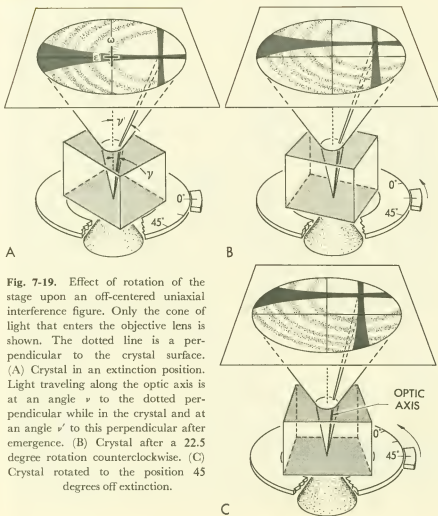 ω
ε
ν′
ν
0°
45°
A
0°
45°
B
Fig. 7-19. Effect of rotation of the
stage upon an off-centered uniaxial
interference figure. Only the cone of
light that enters the objective lens is
shown. The dotted line is a per-
pendicular to the crystal surface.
(A) Crystal in an extinction position.
Light traveling along the optic axis is
at an angle ν to the dotted per-
pendicular while in the crystal and at
an angle ν′ to this perpendicular after
emergence. (B) Crystal after a 22.5
degree rotation counterclockwise. (C)
Crystal rotated to the position 45
degrees off extinction.
OPTIC
AXIS
0°
45°
C